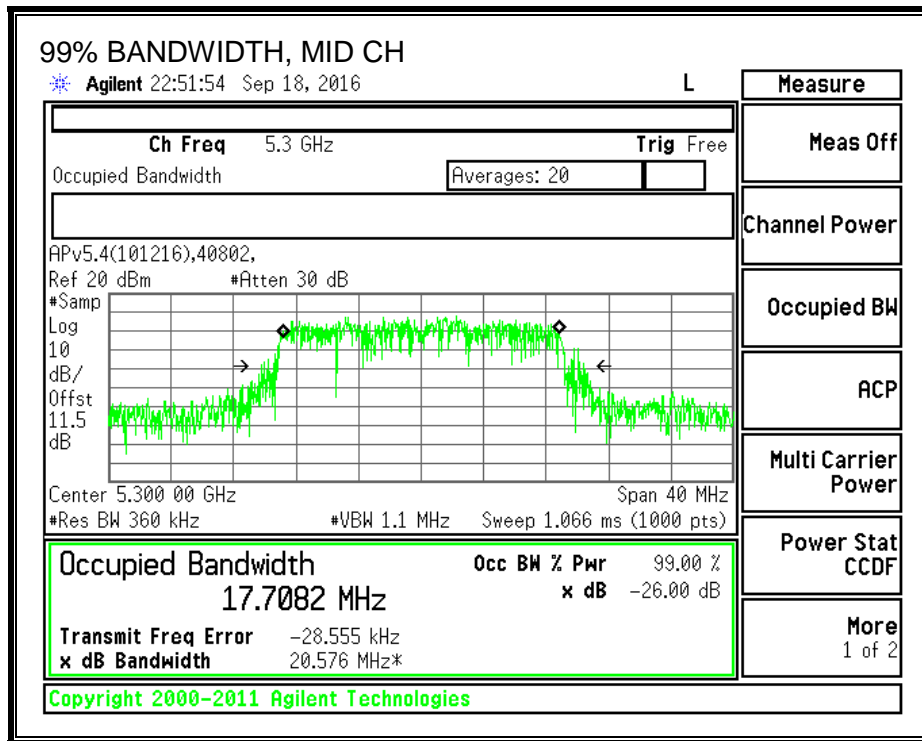 99% BANDWIDTH, MID CH
Agilent 22:51:54 Sep 18, 2016 L
Measure
Ch Freq 5.3 GHz Trig Free
Meas Off
Occupied Bandwidth Averages: 20
Channel Power
APv5.4(101216),40802,
Ref 20 dBm #Atten 30 dB
#Samp
Log
10
dB/
Offst
11.5
dB
Occupied BW
ACP
Multi Carrier
Power
Center 5.300 00 GHz Span 40 MHz
#Res BW 360 kHz #VBW 1.1 MHz Sweep 1.066 ms (1000 pts)
Power Stat
CCDF
Occupied Bandwidth Occ BW % Pwr 99.00 %
17.7082 MHz x dB -26.00 dB
Transmit Freq Error -28.555 kHz
x dB Bandwidth 20.576 MHz*
More
1 of 2
Copyright 2000-2011 Agilent Technologies